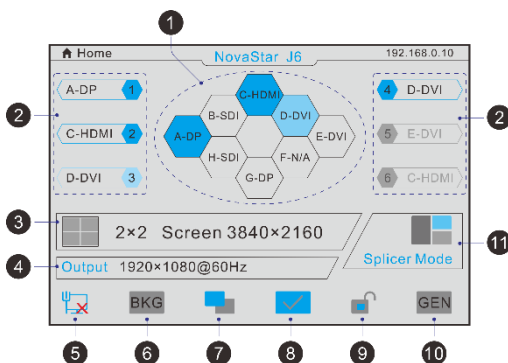 1
Home NovaStar J6 192.168.0.10
A-DP 1
C-HDMI 2
D-DVI 3
C-HDMI
B-SDI D-DVI
A-DP E-DVI
H-SDI F-N/A
G-DP
4 D-DVI
5 E-DVI
6 C-HDMI
2 2
3 2×2 Screen 3840×2160
11 Splicer Mode
4 Output 1920×1080@60Hz
BKG GEN
5 6 7 8 9 10